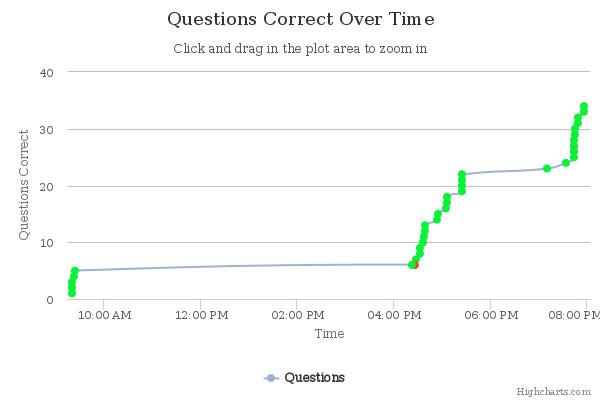 Questions Correct Over Time
Click and drag in the plot area to zoom in
Questions Correct
40
30
20
10
0
10:00 AM 12:00 PM 02:00 PM 04:00 PM 06:00 PM 08:00 PM
Time
Questions
Highcharts.com